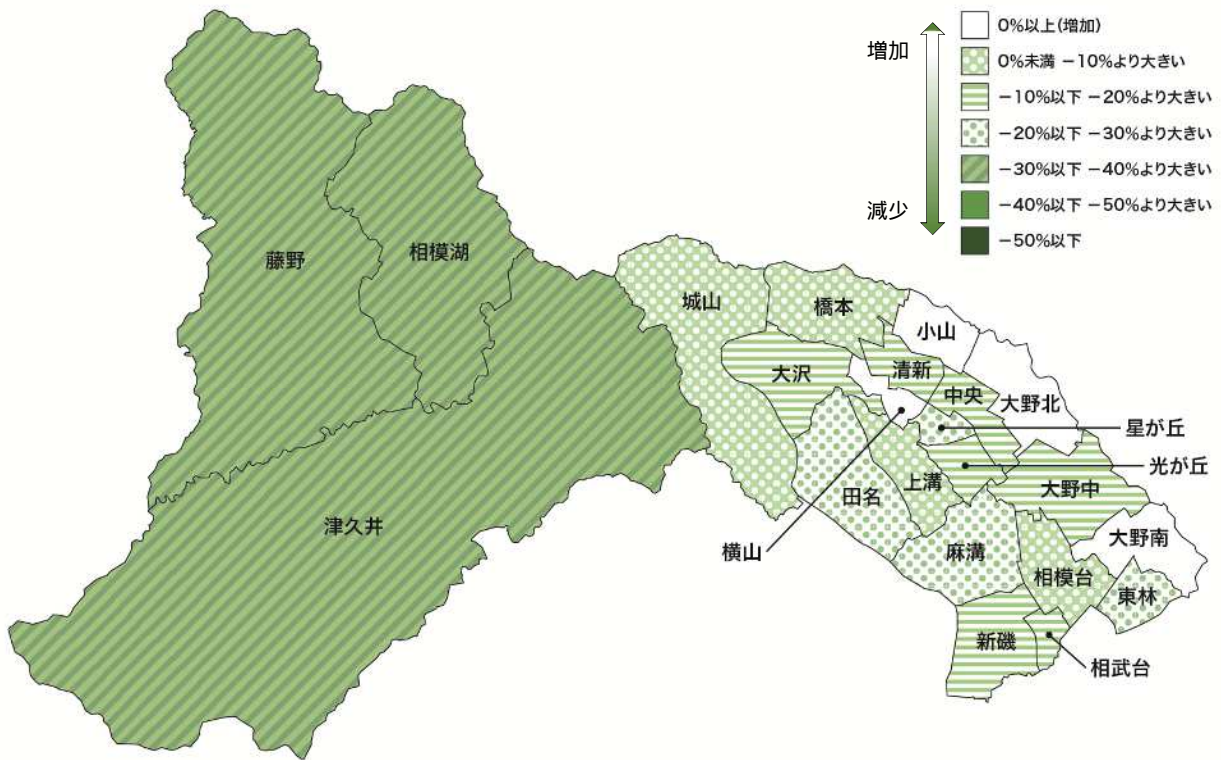 増加
減少
0%以上(増加)
0%未満 −10%より大きい
−10%以下 −20%より大きい
−20%以下 −30%より大きい
−30%以下 −40%より大きい
−40%以下 −50%より大きい
−50%以下
藤野
相模湖
津久井
城山
橋本
小山
大沢
清新
中央
大野北
星が丘
光が丘
上溝
大野中
田名
横山
麻溝
大野南
相模台
東林
新磯
相武台